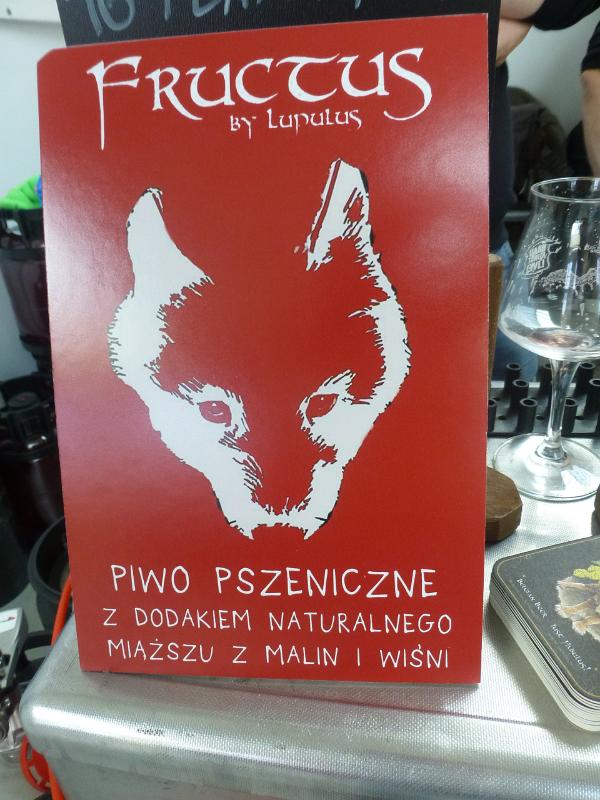 FRUCTUS
BY LUPULUS
PIWO PSZENICZNE
Z DODAKIEM NATURALNEGO
MIĄŻSZU Z MALIN I WIŚNI